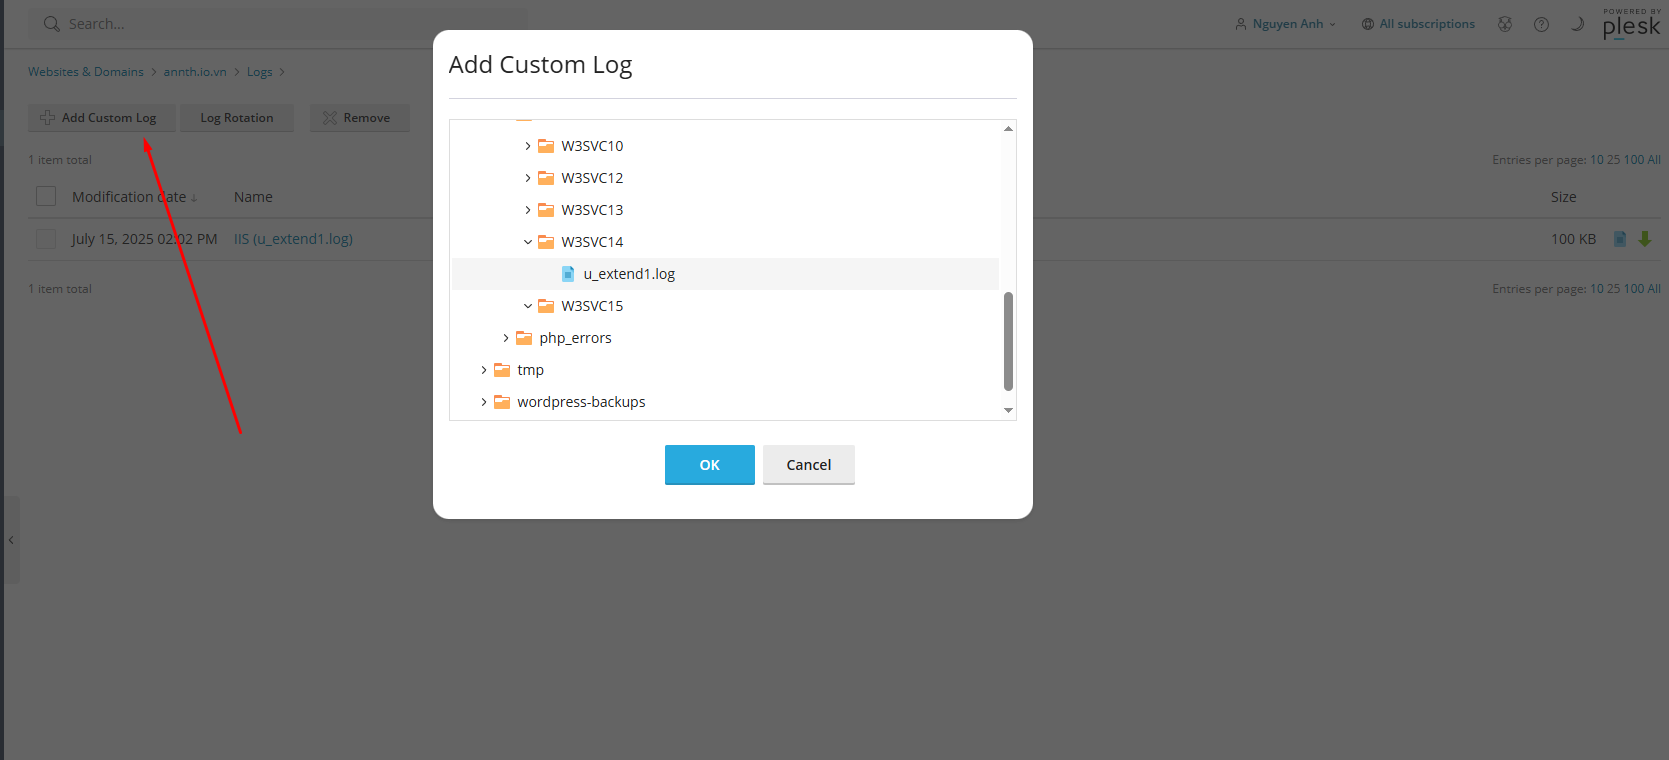 Search...
Nguyen Anh
All subscriptions
POWERED BY
plesk
Websites & Domains > annth.io.vn > Logs >
Add Custom Log
Log Rotation
Remove
1 item total
Entries per page: 10 25 100 All
Modification date ↓
Name
Size
July 15, 2025 02:02 PM
IIS (u_extend1.log)
100 KB
1 item total
Entries per page: 10 25 100 All
Add Custom Log
W3SVC10
W3SVC12
W3SVC13
W3SVC14
u_extend1.log
W3SVC15
php_errors
tmp
wordpress-backups
OK
Cancel